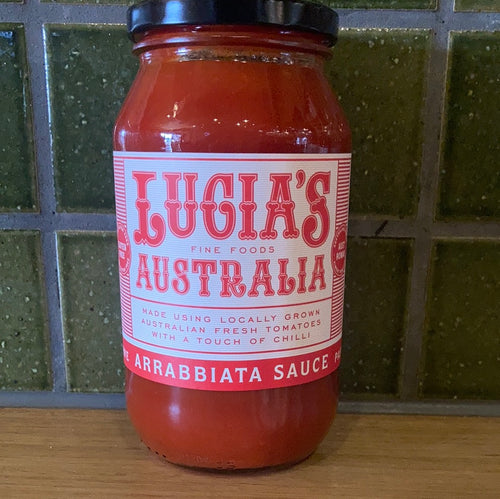 LUCIA'S
FINE FOODS
AUSTRALIA
MADE USING LOCALLY GROWN
AUSTRALIAN FRESH TOMATOES
WITH A TOUCH OF CHILLI
ARRABBIATA SAUCE